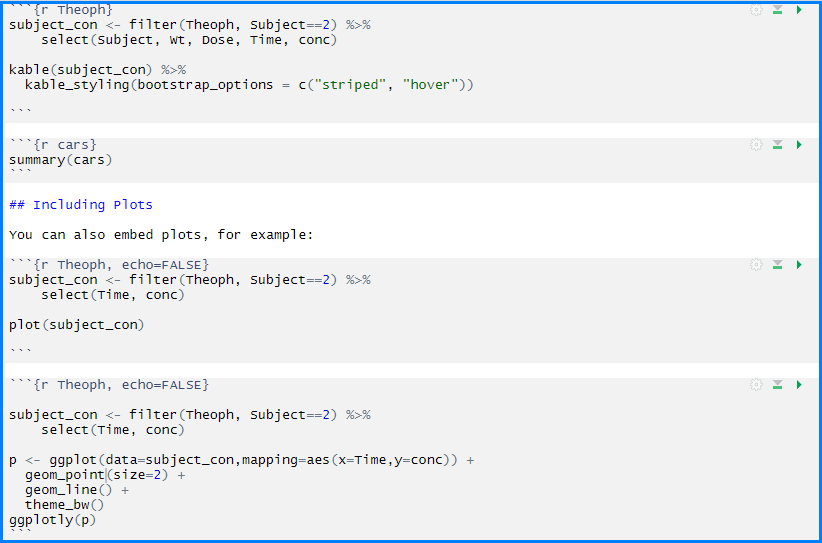 ```{r Theoph}
subject_con <- filter(Theoph, Subject==2) %>%
    select(Subject, Wt, Dose, Time, conc)

kable(subject_con) %>%
  kable_styling(bootstrap_options = c("striped", "hover"))

```

```{r cars}
summary(cars)
```

## Including Plots

You can also embed plots, for example:

```{r Theoph, echo=FALSE}
subject_con <- filter(Theoph, Subject==2) %>%
    select(Time, conc)

plot(subject_con)

```

```{r Theoph, echo=FALSE}

subject_con <- filter(Theoph, Subject==2) %>%
    select(Time, conc)

p <- ggplot(data=subject_con,mapping=aes(x=Time,y=conc)) +
  geom_point(size=2) +
  geom_line() +
  theme_bw()
ggplotly(p)
```